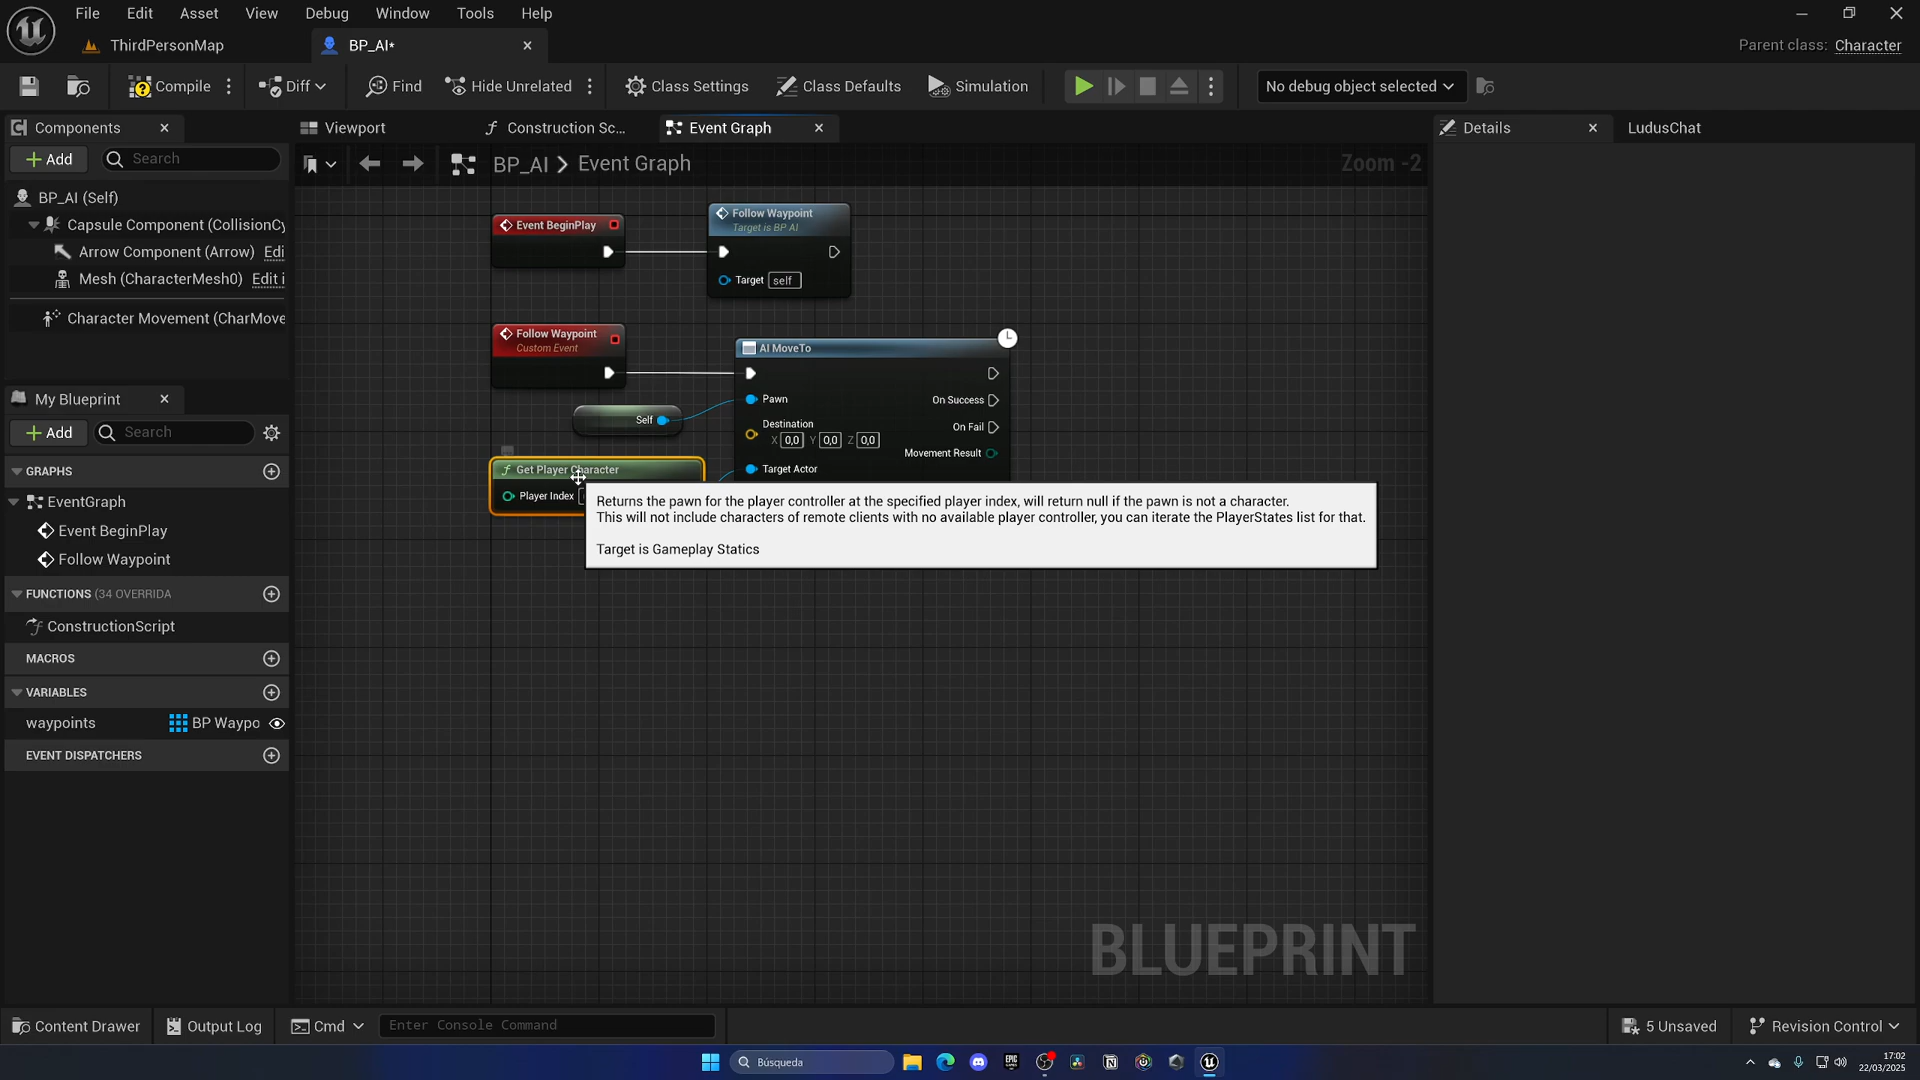 File Edit Asset View Debug Window Tools Help
ThirdPersonMap
BP_AI*
Parent class: Character
Compile
Diff
Find
Hide Unrelated
Class Settings
Class Defaults
Simulation
No debug object selected
Components
Add
Search
BP_AI (Self)
Capsule Component (CollisionCy
Arrow Component (Arrow) Edi
Mesh (CharacterMesh0) Edit i
Character Movement (CharMove
My Blueprint
Add
Search
GRAPHS
EventGraph
Event BeginPlay
Follow Waypoint
FUNCTIONS (34 OVERRIDA
ConstructionScript
MACROS
VARIABLES
waypoints BP Waypo
EVENT DISPATCHERS
Viewport
Construction Sc...
Event Graph
BP_AI > Event Graph
Zoom -2
Event BeginPlay
Follow Waypoint
Target is BP AI
Target self
Follow Waypoint
Custom Event
AI MoveTo
Self
Pawn
On Success
Destination
X 0,0 Y 0,0 Z 0,0
On Fail
Movement Result
Target Actor
Get Player Character
Player Index
Returns the pawn for the player controller at the specified player index, will return null if the pawn is not a character.
This will not include characters of remote clients with no available player controller, you can iterate the PlayerStates list for that.
Target is Gameplay Statics
BLUEPRINT
Details
LudusChat
Content Drawer
Output Log
Cmd
Enter Console Command
5 Unsaved
Revision Control
Búsqueda
EPIC
GAMES
17:02
22/03/2025